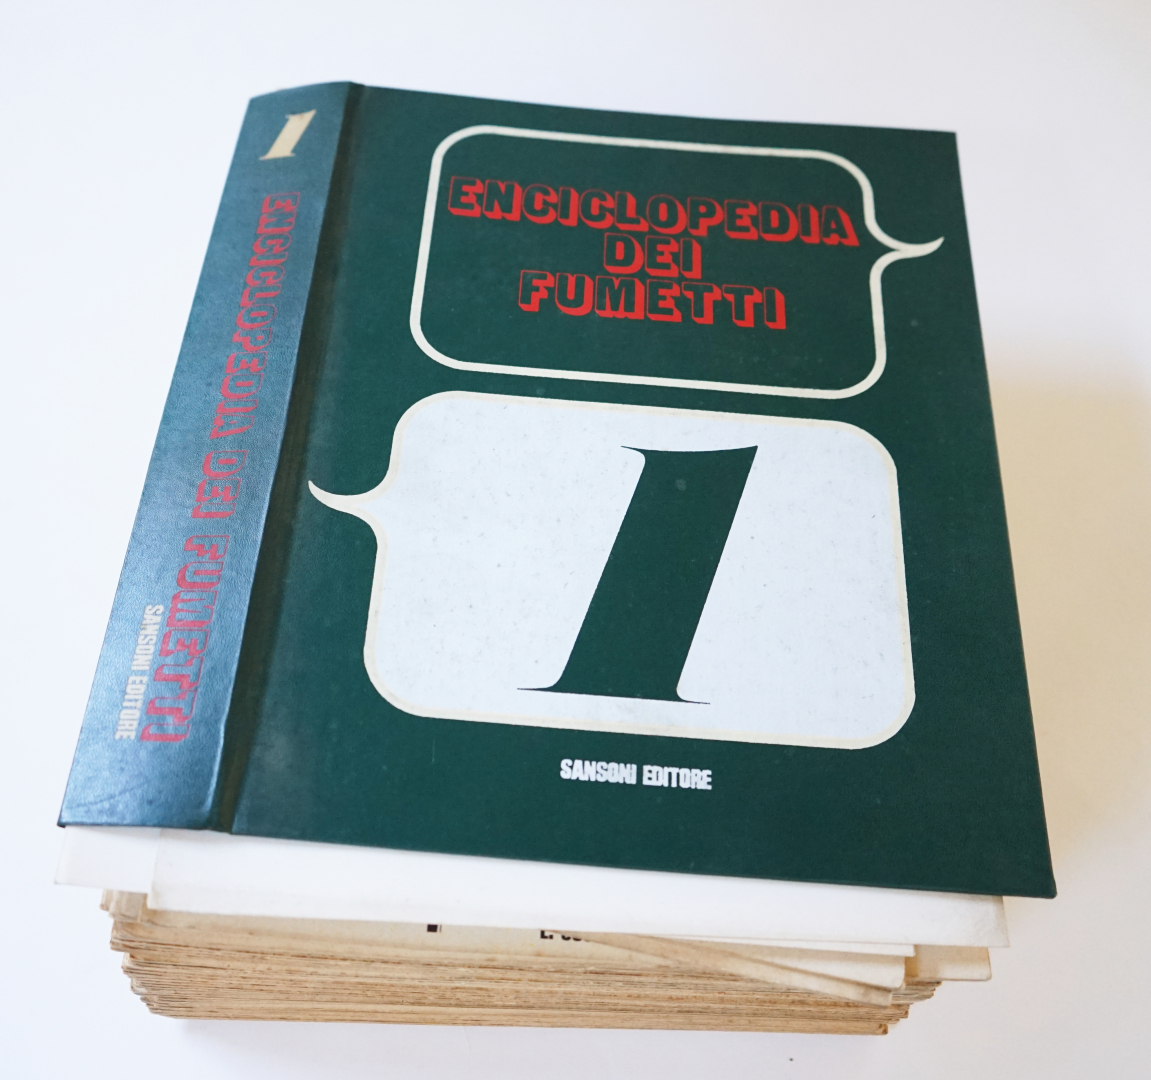 1
ENCICLOPEDIA DEI FUMETTI
SANSONI EDITORE
ENCICLOPEDIA
DEI
FUMETTI
1
SANSONI EDITORE